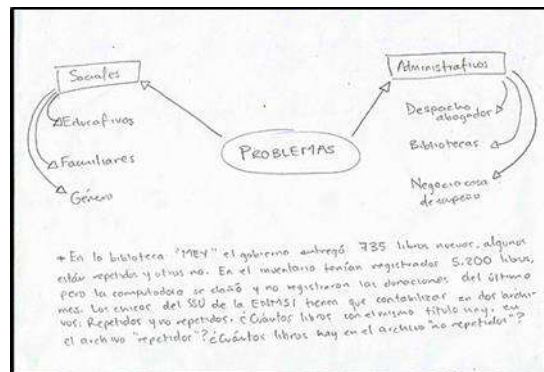 Sociales
Educativos
Familiares
Género
PROBLEMAS
Administrativos
Despacho
abogador
Bibliotecas
Negocio casa
de empeño
* En la biblioteca "MEY" el gobierno entregó 735 libros nuevos, algunos
están repetidos y otros no. En el inventario tenían registrados 5,200 libros,
pero la computadora se dañó y no registraron las donaciones del último
mes. Los chicos del SSU de la tienen que contabilizar en dos archi-
vos: Repetidos y no repetidos. ¿Cuántos libros con el mismo título hay, en
el archivo "repetidos"? ¿Cuántos libros hay en el archivo "no repetidos"?